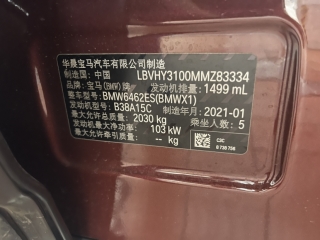 华晨宝马汽车有限公司制造
制造国：中国 LBVHY3100MMZ83334
品牌：宝马(BMW)牌 发动机排量：1499 mL
整车型号：BMW6462ES(BMWX1)
发动机型号：B38A15C 制造年月：2021-01
最大允许总质量：2030 kg 乘坐人数：5
发动机最大净功率：103 kW
最大允许牵引质量：-- kg
C3C